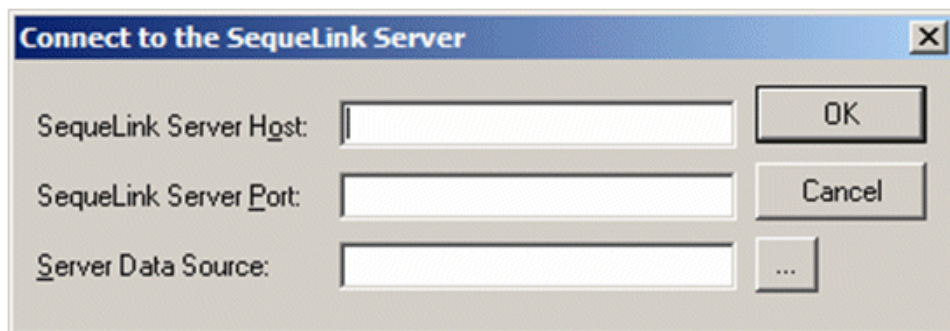 Connect to the SequeLink Server
SequeLink Server Host:
OK
SequeLink Server Port:
Cancel
Server Data Source:
...